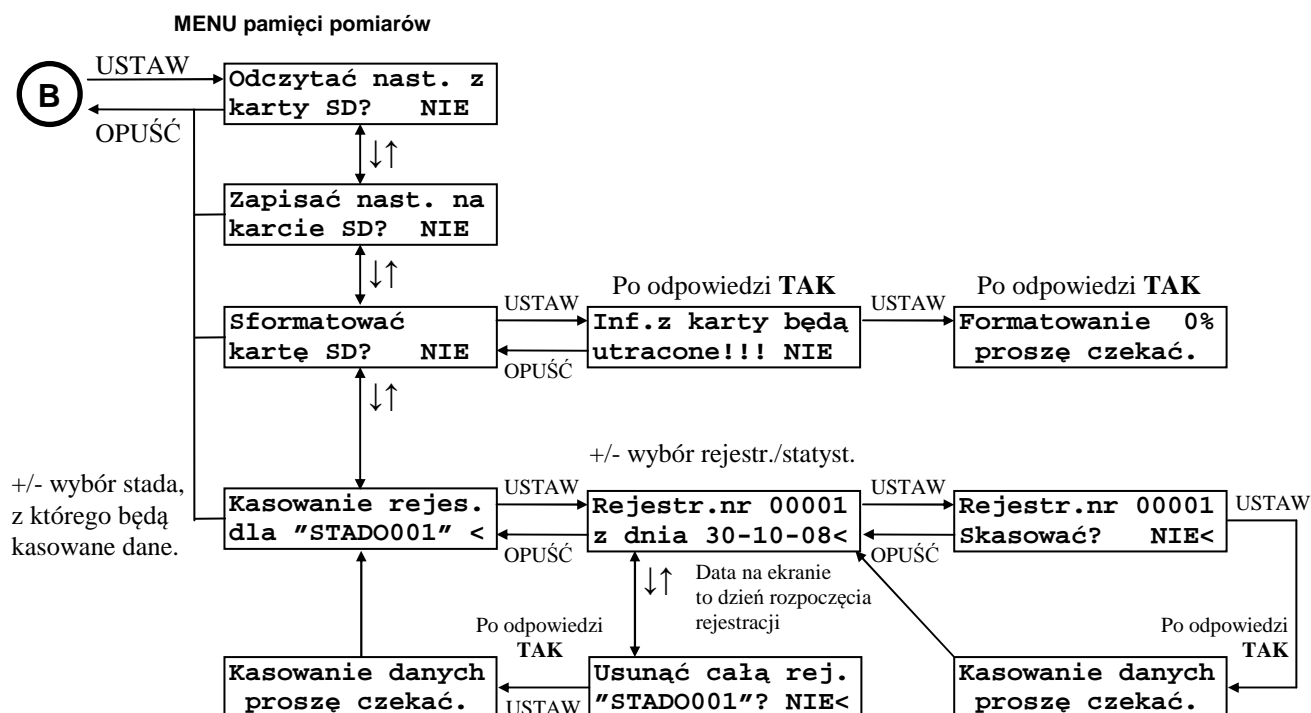 MENU pamięci pomiarów
USTAW
B
OPUŚĆ
Odczytać nast. z
karty SD? NIE
↓↑
Zapisać nast. na
karcie SD? NIE
↓↑
Po odpowiedzi TAK
Po odpowiedzi TAK
Sformatować
kartę SD? NIE
USTAW
OPUŚĆ
Inf.z karty będą
utracone!!! NIE
USTAW
Formatowanie 0%
proszę czekać.
↓↑
+/- wybór rejestr./statyst.
+/- wybór stada,
z którego będą
kasowane dane.
Kasowanie rejes.
dla "STADO001" <
USTAW
OPUŚĆ
Rejestr.nr 00001
z dnia 30-10-08<
USTAW
OPUŚĆ
Rejestr.nr 00001
Skasować? NIE<
USTAW
↓↑
Data na ekranie
to dzień rozpoczęcia
rejestracji
Po odpowiedzi
TAK
Po odpowiedzi
TAK
Kasowanie danych
proszę czekać.
USTAW
Usunąć całą rej.
"STADO001"? NIE<
Kasowanie danych
proszę czekać.